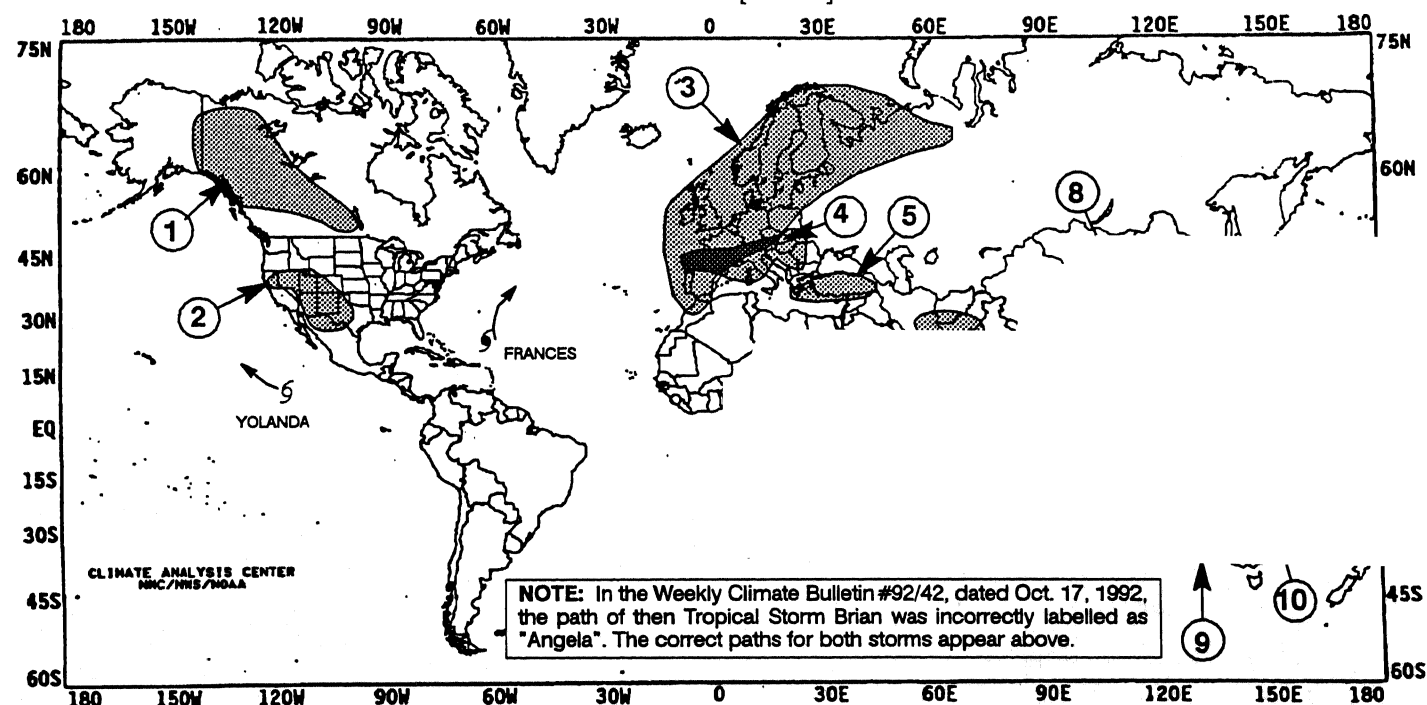 180 150W 120W 90W 60W 30W 0 30E 60E 90E 120E 150E 180
75N 75N
3
60N 60N
8
1
4 5
45N
2
30N
FRANCES
15N
YOLANDA
EQ
15S
30S
CLIMATE ANALYSIS CENTER
NMC/NWS/NOAA
45S 45S
NOTE: In the Weekly Climate Bulletin #92/42, dated Oct. 17, 1992,
the path of then Tropical Storm Brian was incorrectly labelled as
"Angela". The correct paths for both storms appear above.
10
9
60S 60S
180 150W 120W 90W 60W 30W 0 30E 60E 90E 120E 150E 180